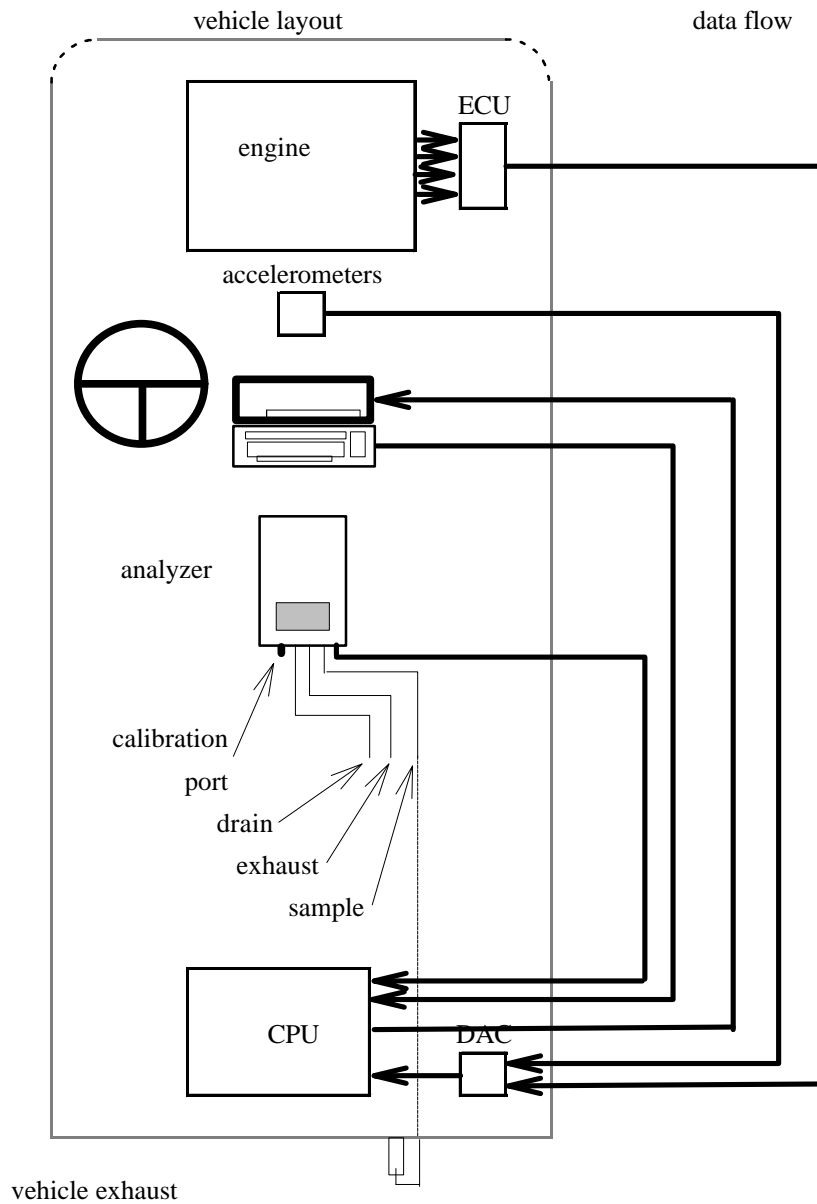 vehicle layout
data flow
ECU
engine
accelerometers
analyzer
calibration
port
drain
exhaust
sample
CPU
DAC
vehicle exhaust